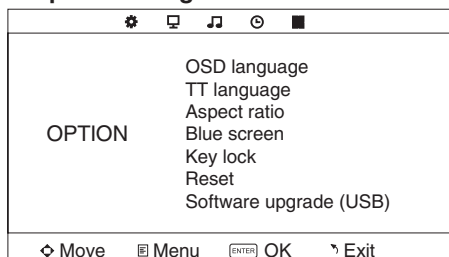 OPTION
OSD language
TT language
Aspect ratio
Blue screen
Key lock
Reset
Software upgrade (USB)
Move Menu ENTER OK Exit